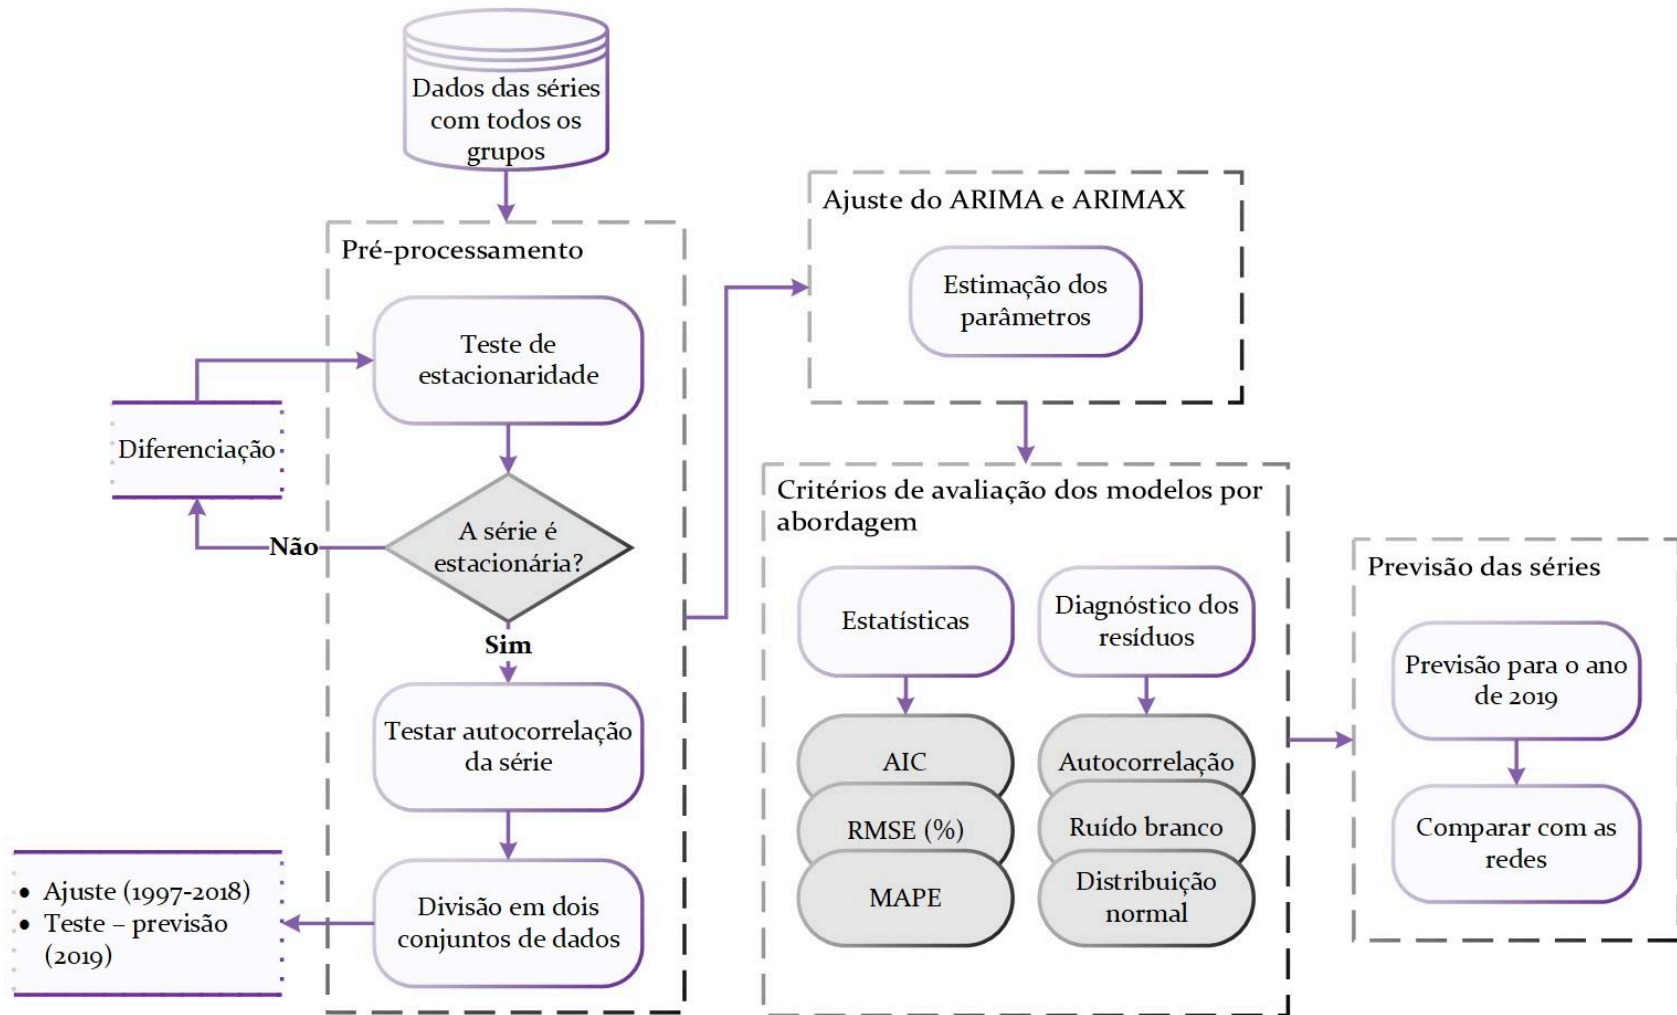 Dados das séries
com todos os
grupos
Pré-processamento
Teste de
estacionaridade
Diferenciação
A série é
estacionária?
Não
Sim
Testar autocorrelação
da série
Divisão em dois
conjuntos de dados
• Ajuste (1997-2018)
• Teste – previsão
(2019)
Ajuste do ARIMA e ARIMAX
Estimação dos
parâmetros
Critérios de avaliação dos modelos por
abordagem
Estatísticas
AIC
RMSE (%)
MAPE
Diagnóstico dos
resíduos
Autocorrelação
Ruído branco
Distribuição
normal
Previsão das séries
Previsão para o ano
de 2019
Comparar com as
redes